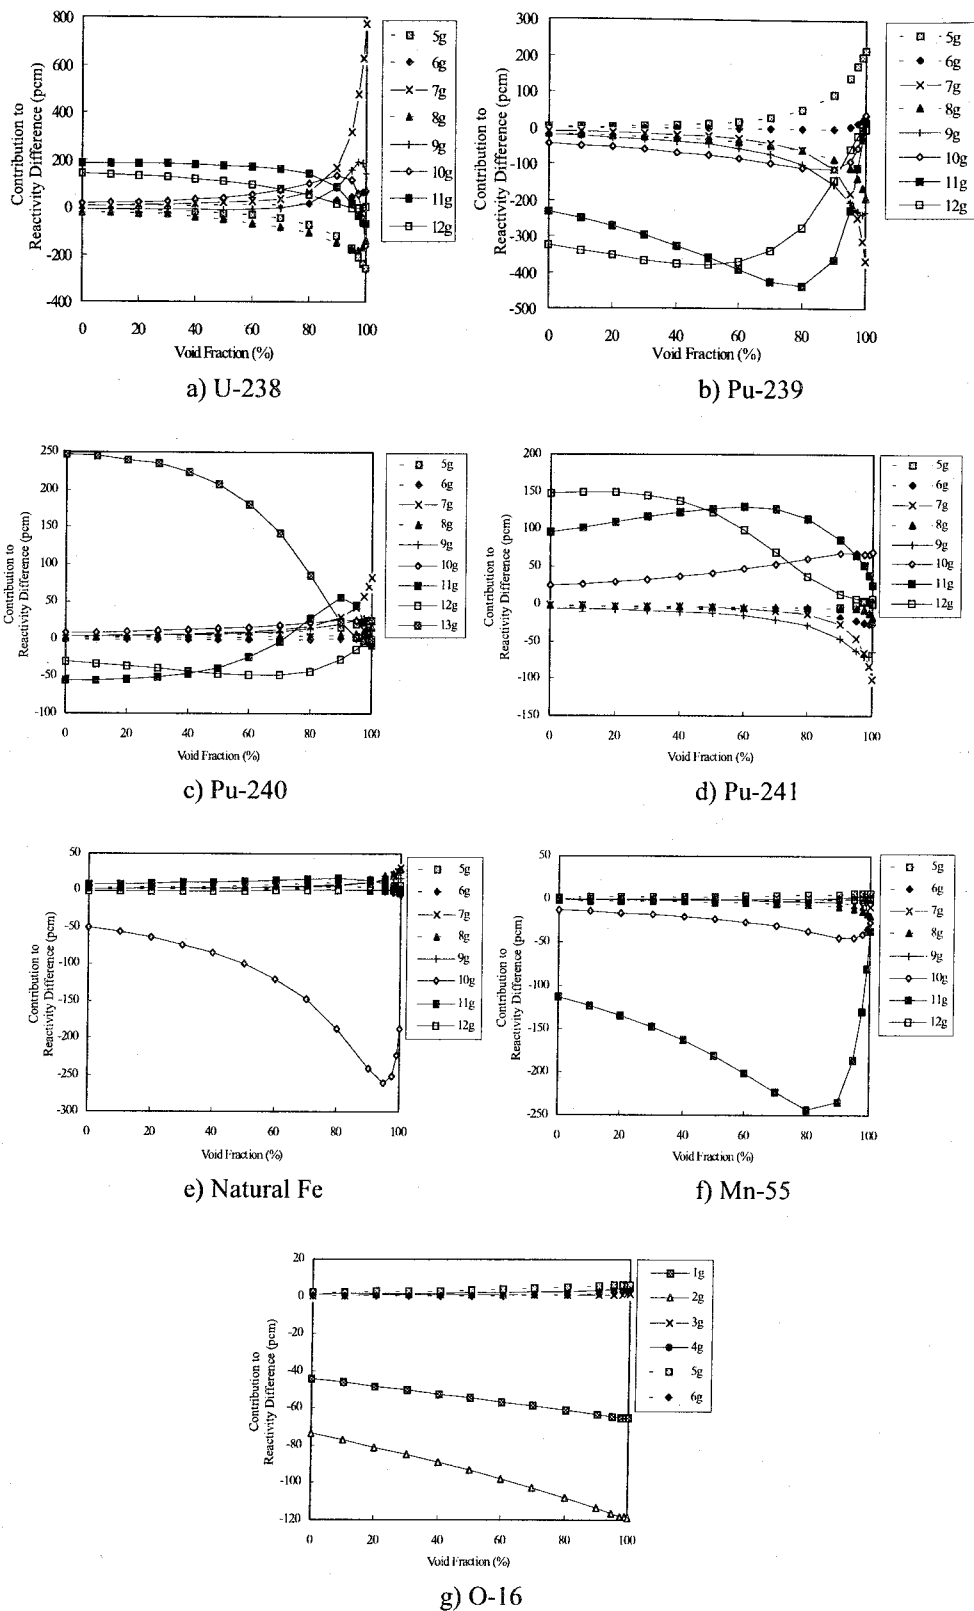 800
600
400
200
0
-200
-400
Contribution to
Reactivity Difference (pcm)
0 20 40 60 80 100
Void Fraction (%)
5g
6g
7g
8g
9g
10g
11g
12g
a) U-238
300
200
100
0
-100
-200
-300
-400
-500
Contribution to
Reactivity Difference (pcm)
0 20 40 60 80 100
Void Fraction (%)
5g
6g
7g
8g
9g
10g
11g
12g
b) Pu-239
250
200
150
100
50
0
-50
-100
Contribution to
Reactivity Difference (pcm)
0 20 40 60 80 100
Void Fraction (%)
5g
6g
7g
8g
9g
10g
11g
12g
13g
c) Pu-240
200
150
100
50
0
-50
-100
-150
Contribution to
Reactivity Difference (pcm)
0 20 40 60 80 100
Void Fraction (%)
5g
6g
7g
8g
9g
10g
11g
12g
d) Pu-241
50
0
-50
-100
-150
-200
-250
-300
Contribution to
Reactivity Difference (pcm)
0 20 40 60 80 100
Void Fraction (%)
5g
6g
7g
8g
9g
10g
11g
12g
e) Natural Fe
50
0
-50
-100
-150
-200
-250
Contribution to
Reactivity Difference (pcm)
0 20 40 60 80 100
Void Fraction (%)
5g
6g
7g
8g
9g
10g
11g
12g
f) Mn-55
20
0
-20
-40
-60
-80
-100
-120
Contribution to
Reactivity Difference (pcm)
0 20 40 60 80 100
Void Fraction (%)
1g
2g
3g
4g
5g
6g
g) O-16